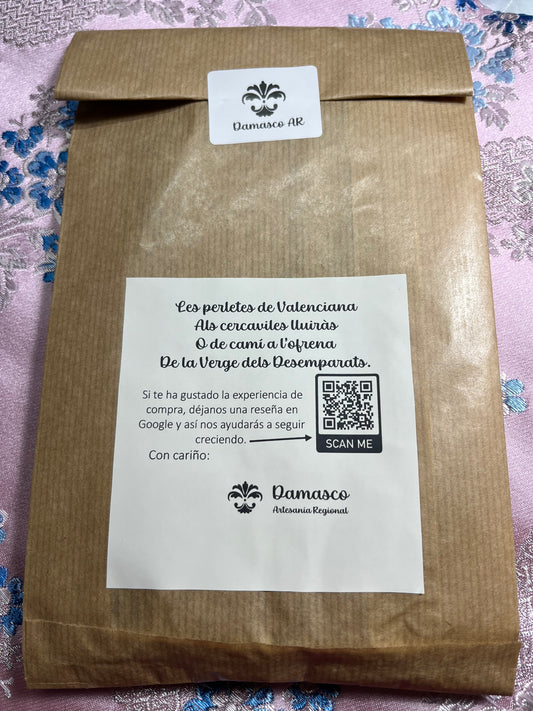 Damasco AR
Les perletes de Valenciana
Als cercaviles lluiràs
O de camí a l'ofrena
De la Verge dels Desemparats.
Si te ha gustado la experiencia de
compra, déjanos una reseña en
Google y así nos ayudarás a seguir
creciendo.
SCAN ME
Con cariño:
Damasco
Artesanía Regional